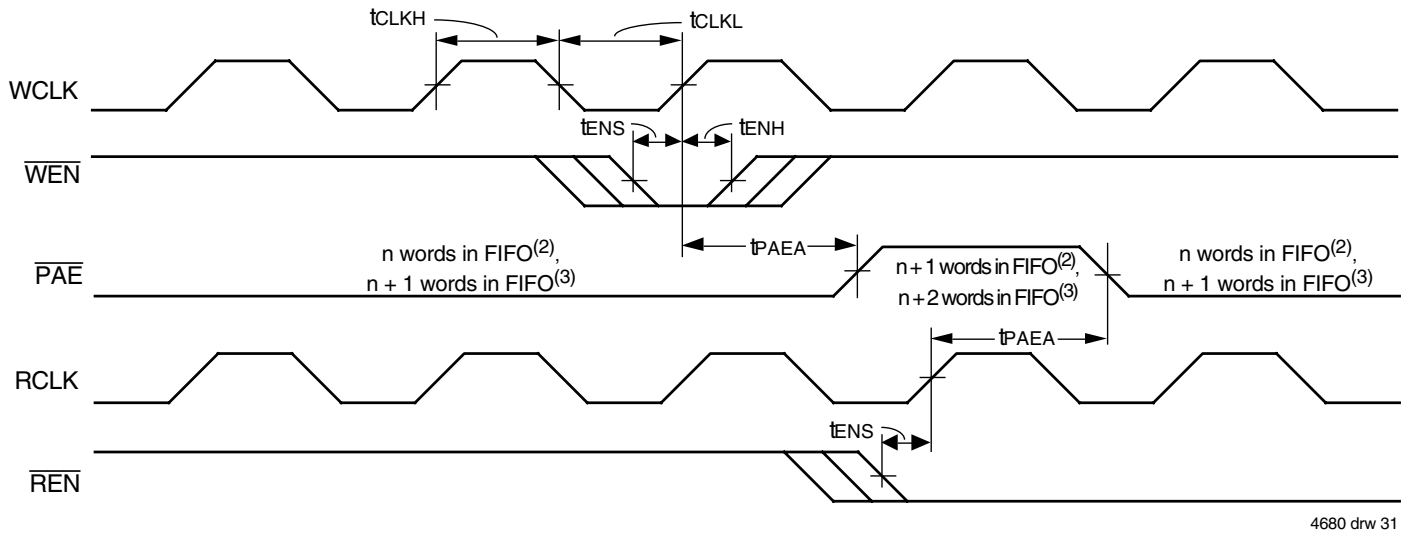 tCLKH
tCLKL
WCLK
tENS
tENH
WEN
tPAEA
n words in FIFO(2),
n + 1 words in FIFO(3)
PAE
n + 1 words in FIFO(2),
n + 2 words in FIFO(3)
n words in FIFO(2),
n + 1 words in FIFO(3)
tPAEA
RCLK
tENS
REN
4680 drw 31